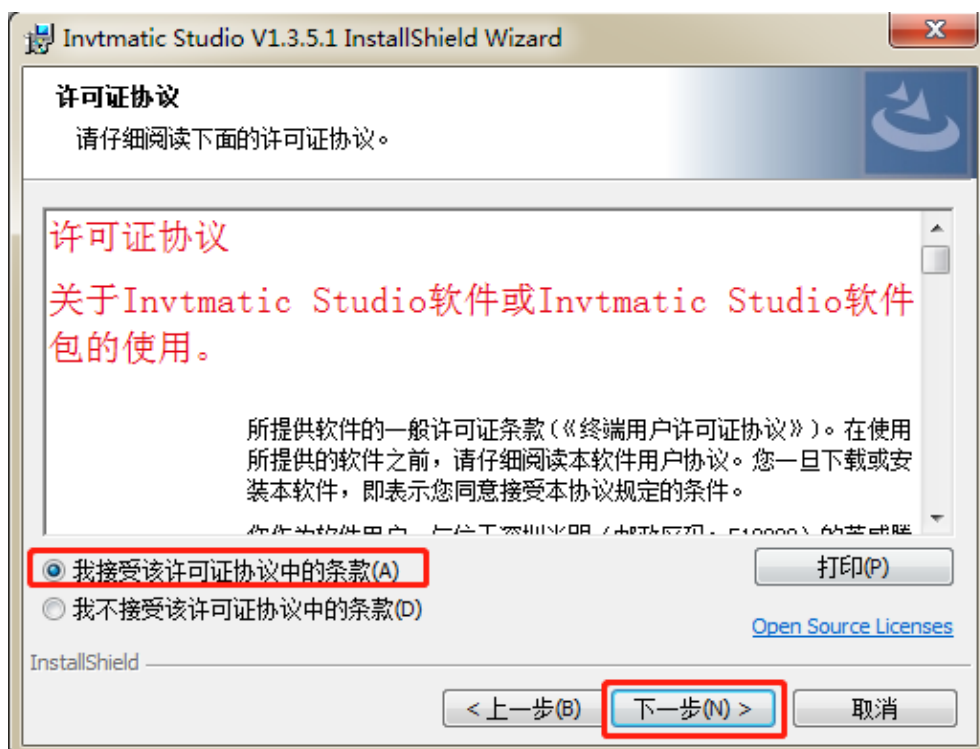 Invtmatic Studio V1.3.5.1 InstallShield Wizard
许可证协议
请仔细阅读下面的许可证协议。
许可证协议
关于Invtmatic Studio软件或Invtmatic Studio软件
包的使用。
所提供软件的一般许可证条款(《终端用户许可证协议》)。在使用
所提供的软件之前，请仔细阅读本软件用户协议。您一旦下载或安
装本软件，即表示您同意接受本协议规定的条件。
我接受该许可证协议中的条款(A)
打印(P)
我不接受该许可证协议中的条款(D)
Open Source Licenses
InstallShield
<上一步(B)
下一步(N) >
取消